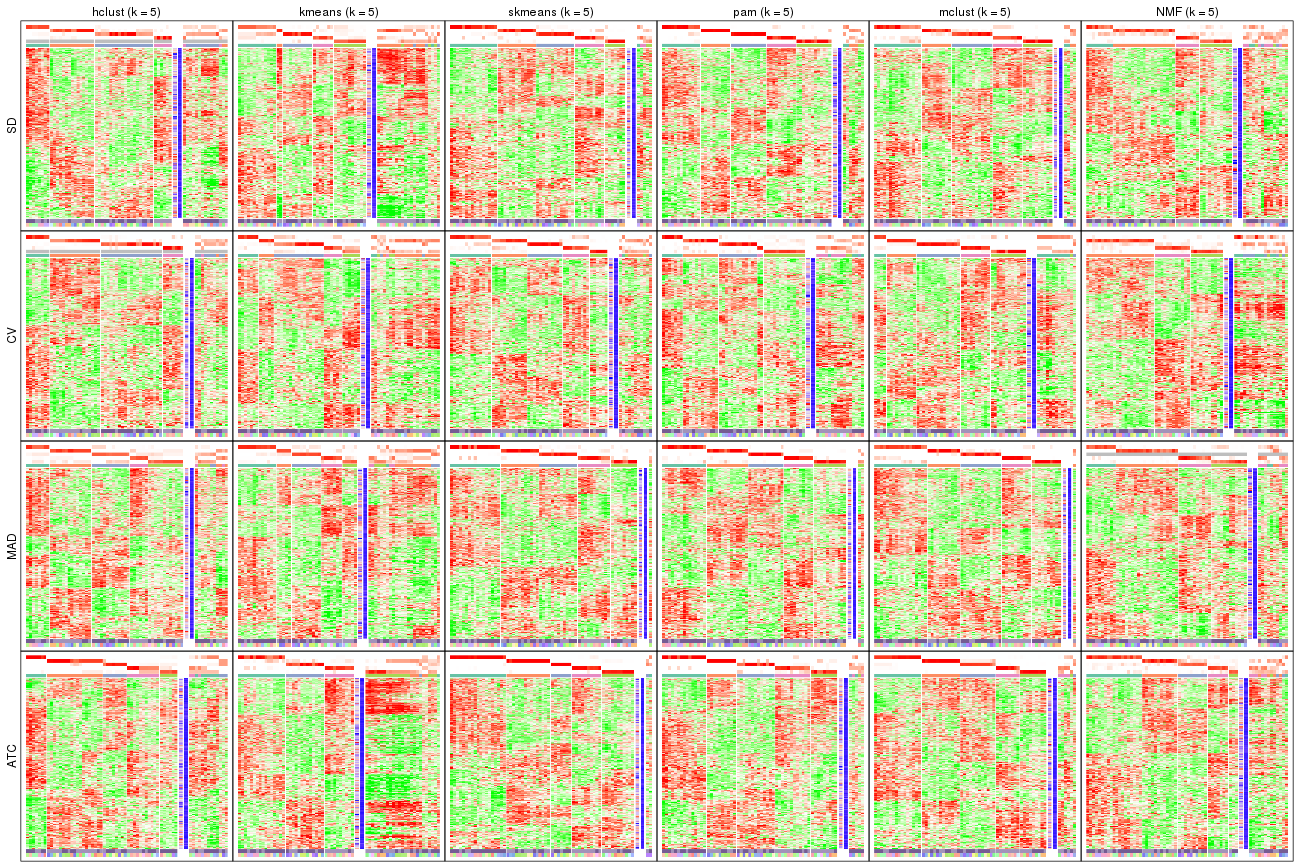 hclust (k = 5) kmeans (k = 5) skmeans (k = 5) pam (k = 5) mclust (k = 5) NMF (k = 5)
SD
CV
MAD
ATC